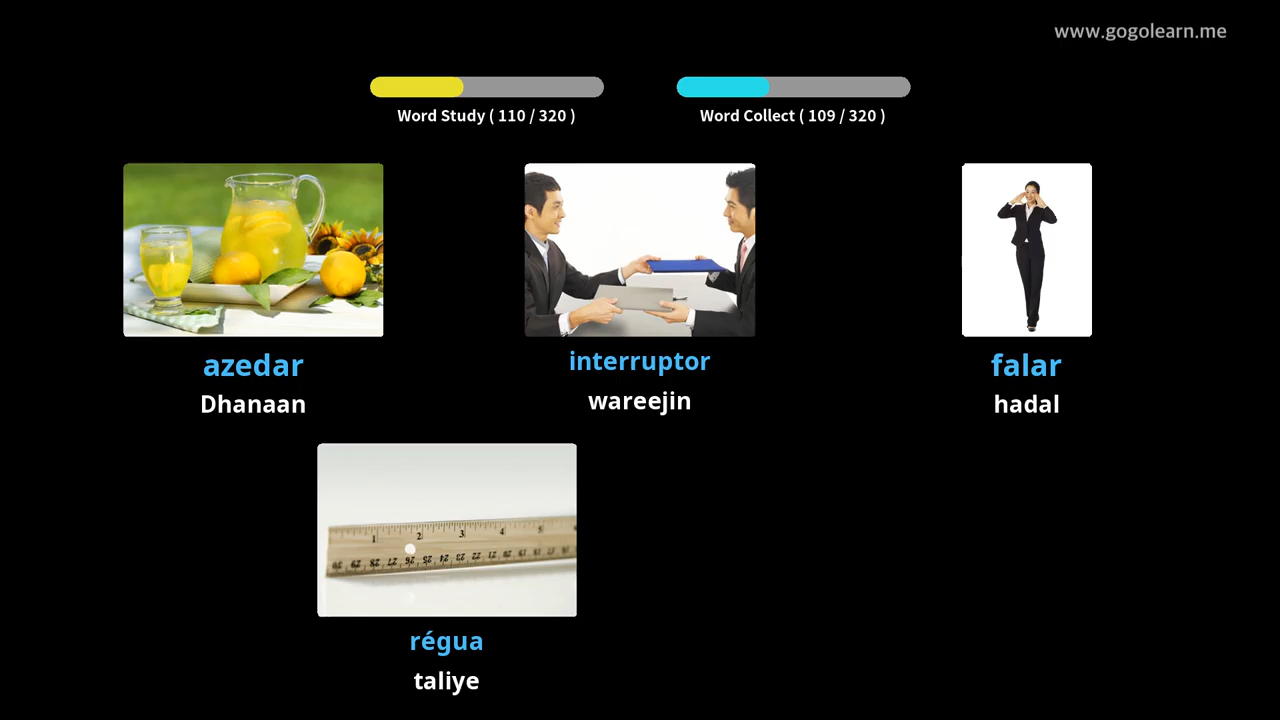 www.gogolearn.me
Word Study ( 110 / 320 )
Word Collect ( 109 / 320 )
azedar
Dhanaan
interruptor
wareejin
falar
hadal
régua
taliye